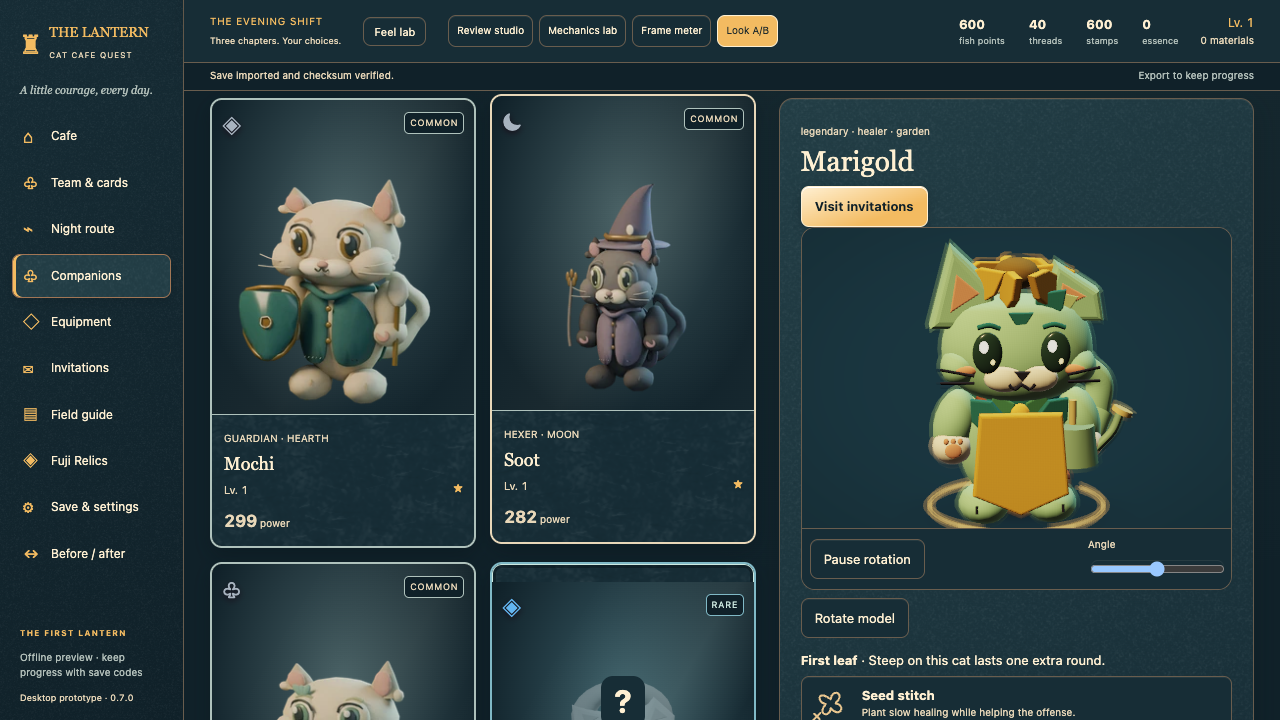 THE LANTERN
CAT CAFE QUEST
A little courage, every day.
Cafe
Team & cards
Night route
Companions
Equipment
Invitations
Field guide
Fuji Relics
Save & settings
Before / after
THE FIRST LANTERN
Offline preview · keep
progress with save codes
Desktop prototype · 0.7.0
THE EVENING SHIFT
Three chapters. Your choices.
Feel lab
Review studio
Mechanics lab
Frame meter
Look A/B
600
fish points
40
threads
600
stamps
0
essence
Lv. 1
0 materials
Save imported and checksum verified.
Export to keep progress
COMMON
GUARDIAN · HEARTH
Mochi
Lv. 1
299 power
COMMON
HEXER · MOON
Soot
Lv. 1
282 power
COMMON
RARE
?
legendary · healer · garden
Marigold
Visit invitations
Pause rotation
Angle
Rotate model
First leaf · Steep on this cat lasts one extra round.
Seed stitch
Plant slow healing while helping the offense.